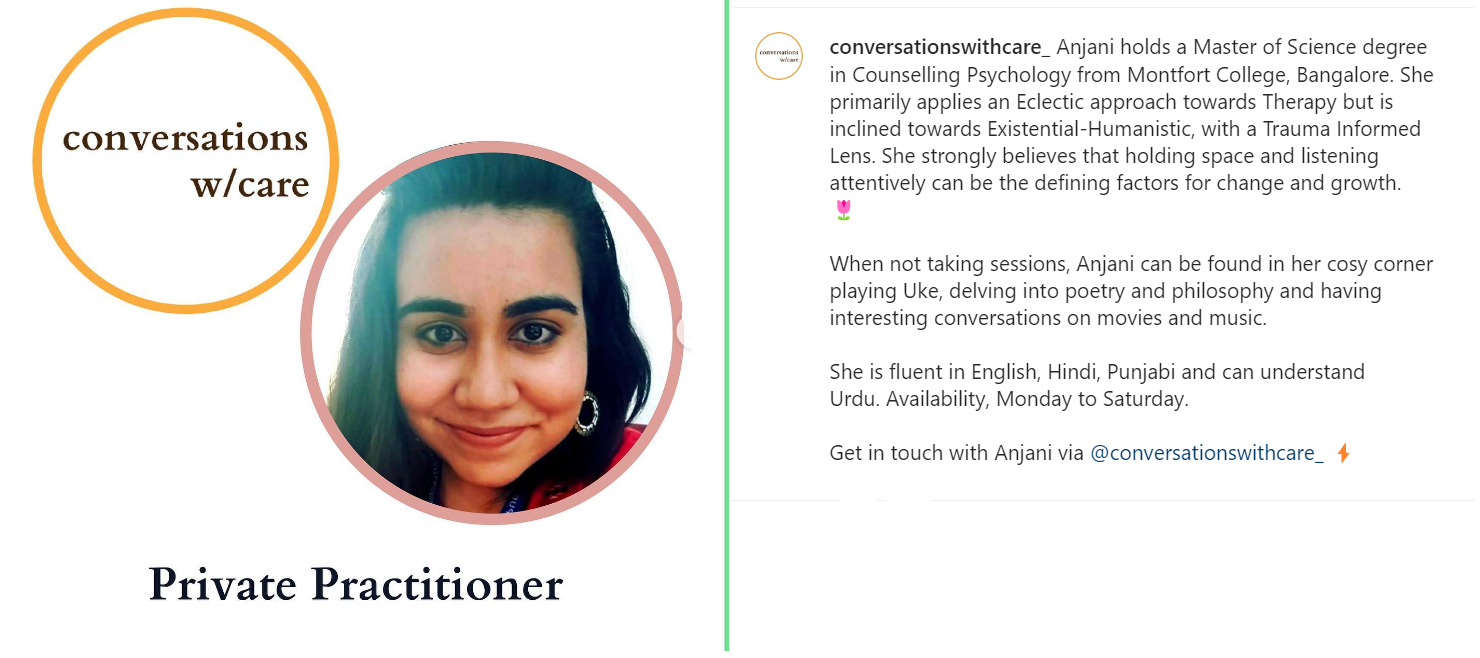 conversations
w/care
Private Practitioner
conversations
w/care
conversationswithcare_ Anjani holds a Master of Science degree
in Counselling Psychology from Montfort College, Bangalore. She
primarily applies an Eclectic approach towards Therapy but is
inclined towards Existential-Humanistic, with a Trauma Informed
Lens. She strongly believes that holding space and listening
attentively can be the defining factors for change and growth.
🌷
When not taking sessions, Anjani can be found in her cosy corner
playing Uke, delving into poetry and philosophy and having
interesting conversations on movies and music.
She is fluent in English, Hindi, Punjabi and can understand
Urdu. Availability, Monday to Saturday.
Get in touch with Anjani via @conversationswithcare_ ⚡